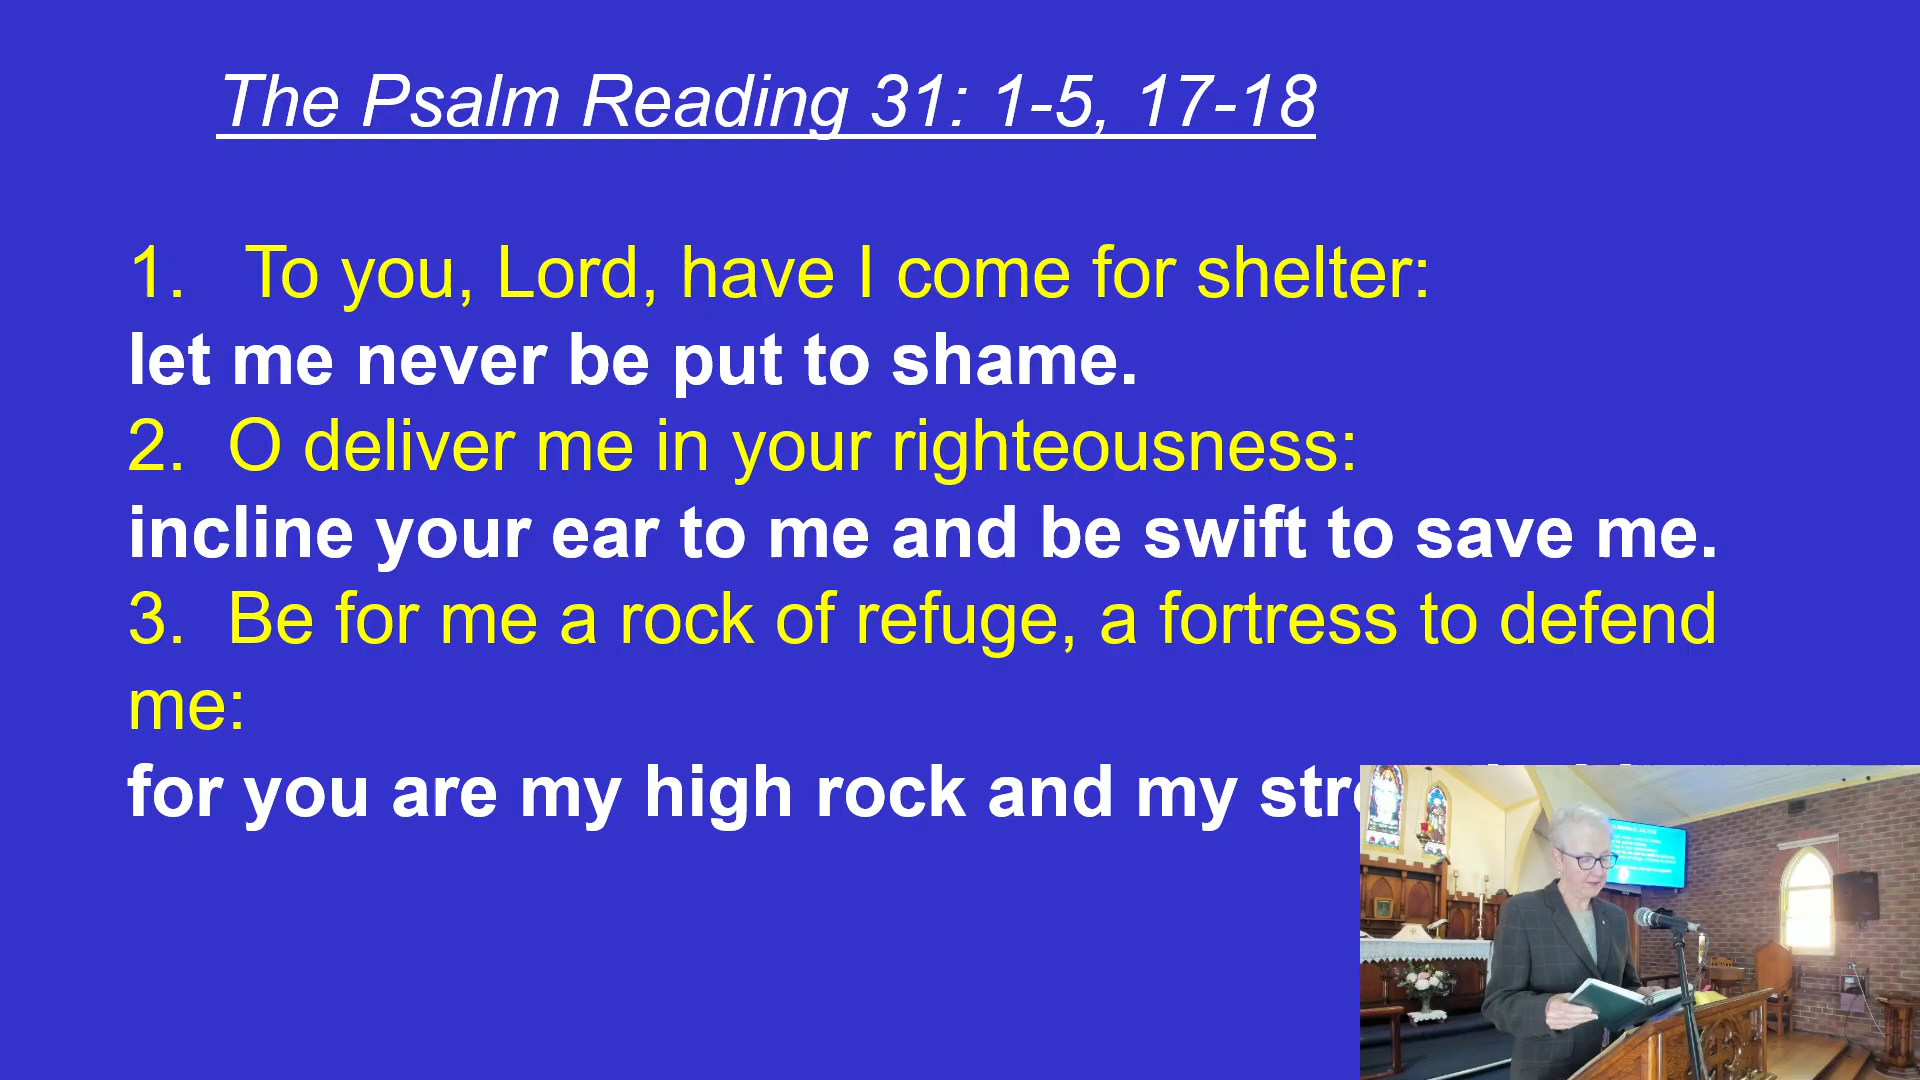 The Psalm Reading 31: 1-5, 17-18
1. To you, Lord, have I come for shelter:
let me never be put to shame.
2. O deliver me in your righteousness:
incline your ear to me and be swift to save me.
3. Be for me a rock of refuge, a fortress to defend
me:
for you are my high rock and my